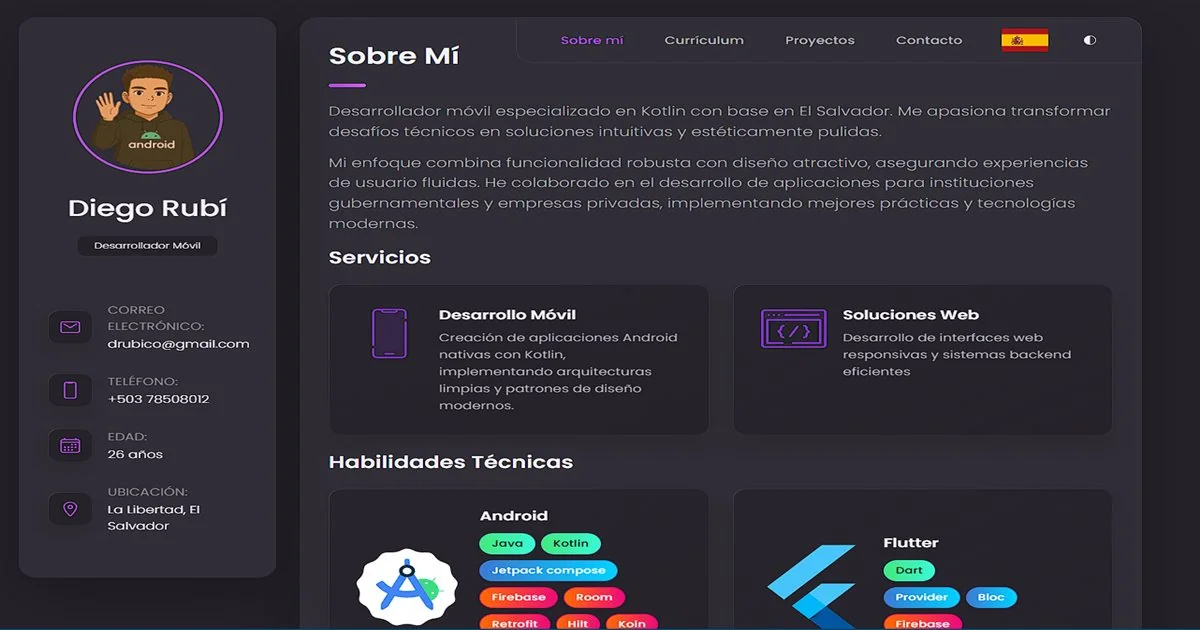 android
Diego Rubí
Desarrollador Móvil
CORREO
ELECTRÓNICO:
drubico@gmail.com
TELÉFONO:
+503 78508012
EDAD:
26 años
UBICACIÓN:
La Libertad, El
Salvador
Sobre mí Currículum Proyectos Contacto
Sobre Mí
Desarrollador móvil especializado en Kotlin con base en El Salvador. Me apasiona transformar
desafíos técnicos en soluciones intuitivas y estéticamente pulidas.
Mi enfoque combina funcionalidad robusta con diseño atractivo, asegurando experiencias
de usuario fluidas. He colaborado en el desarrollo de aplicaciones para instituciones
gubernamentales y empresas privadas, implementando mejores prácticas y tecnologías
modernas.
Servicios
Desarrollo Móvil
Creación de aplicaciones Android
nativas con Kotlin,
implementando arquitecturas
limpias y patrones de diseño
modernos.
Soluciones Web
Desarrollo de interfaces web
responsivas y sistemas backend
eficientes
Habilidades Técnicas
Android
Java Kotlin
Jetpack compose
Firebase Room
Retrofit Hilt Koin
Flutter
Dart
Provider Bloc
Firebase